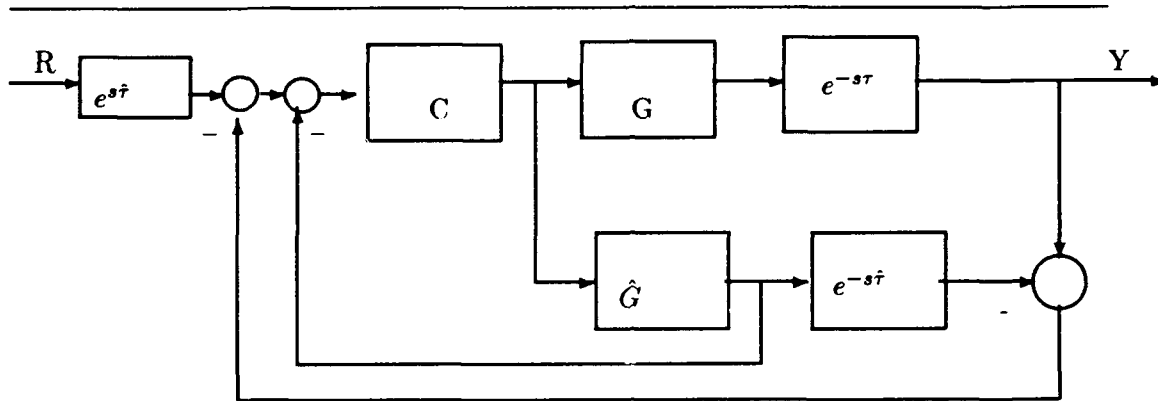 R
$e^{s\hat{\tau}}$
C
G
$e^{-s\tau}$
Y
−
−
$\hat{G}$
$e^{-s\hat{\tau}}$
-